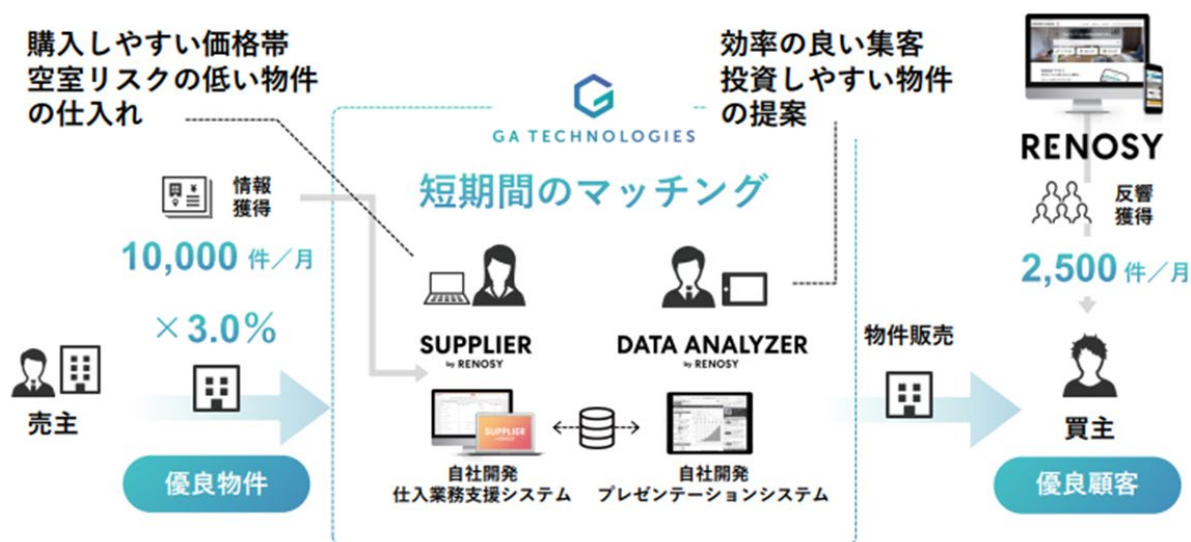 購入しやすい価格帯
空室リスクの低い物件
の仕入れ
効率の良い集客
投資しやすい物件
の提案
GA TECHNOLOGIES
短期間のマッチング
RENOSY
情報
獲得
10,000 件／月
×3.0%
反響
獲得
2,500 件／月
売主
優良物件
SUPPLIER
by RENOSY
SUPPLIER
自社開発
仕入業務支援システム
DATA ANALYZER
by RENOSY
自社開発
プレゼンテーションシステム
物件販売
買主
優良顧客